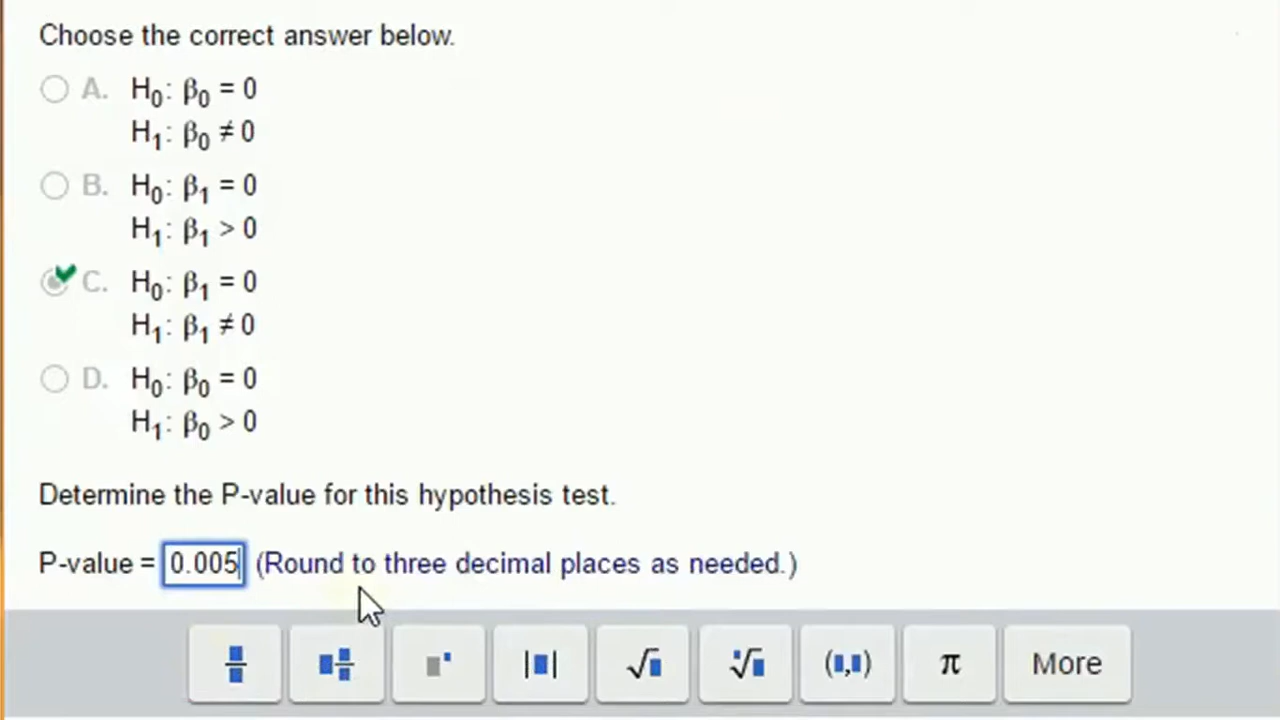 Choose the correct answer below.
A. H₀: β₀ = 0
H₁: β₀ ≠ 0
B. H₀: β₁ = 0
H₁: β₁ > 0
C. H₀: β₁ = 0
H₁: β₁ ≠ 0
D. H₀: β₀ = 0
H₁: β₀ > 0
Determine the P-value for this hypothesis test.
P-value = 0.005 (Round to three decimal places as needed.)
|▪| √▪ ∛▪ (▪,▪) π More